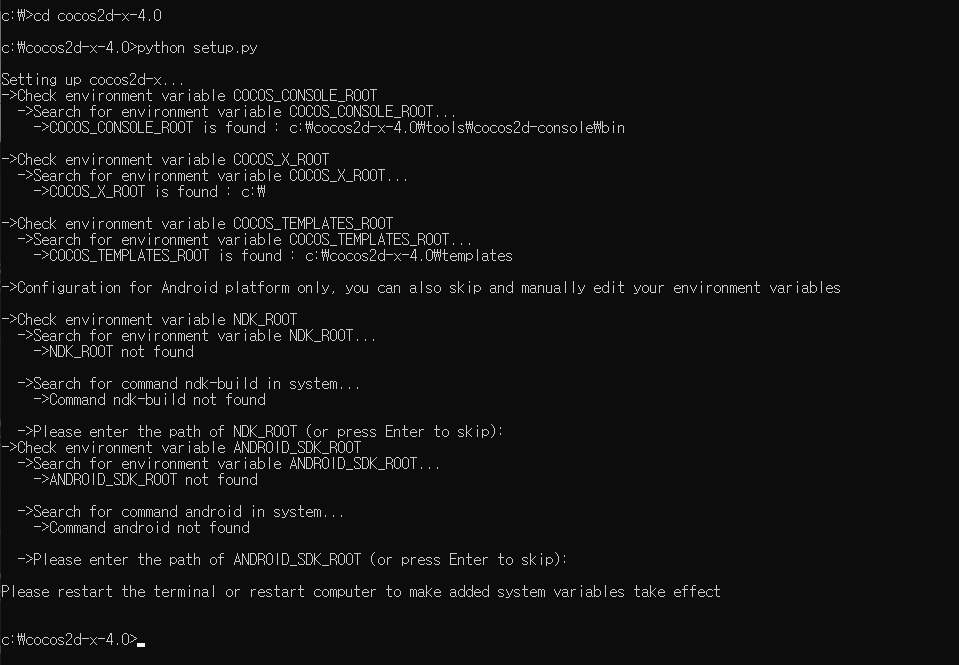 c:₩>cd cocos2d-x-4.0
c:₩cocos2d-x-4.0>python setup.py
Setting up cocos2d-x...
->Check environment variable COCOS_CONSOLE_ROOT
->Search for environment variable COCOS_CONSOLE_ROOT...
->COCOS_CONSOLE_ROOT is found : c:₩cocos2d-x-4.0₩tools₩cocos2d-console₩bin
->Check environment variable COCOS_X_ROOT
->Search for environment variable COCOS_X_ROOT...
->COCOS_X_ROOT is found : c:₩
->Check environment variable COCOS_TEMPLATES_ROOT
->Search for environment variable COCOS_TEMPLATES_ROOT...
->COCOS_TEMPLATES_ROOT is found : c:₩cocos2d-x-4.0₩templates
->Configuration for Android platform only, you can also skip and manually edit your environment variables
->Check environment variable NDK_ROOT
->Search for environment variable NDK_ROOT...
->NDK_ROOT not found
->Search for command ndk-build in system...
->Command ndk-build not found
->Please enter the path of NDK_ROOT (or press Enter to skip):
->Check environment variable ANDROID_SDK_ROOT
->Search for environment variable ANDROID_SDK_ROOT...
->ANDROID_SDK_ROOT not found
->Search for command android in system...
->Command android not found
->Please enter the path of ANDROID_SDK_ROOT (or press Enter to skip):
Please restart the terminal or restart computer to make added system variables take effect
c:₩cocos2d-x-4.0>